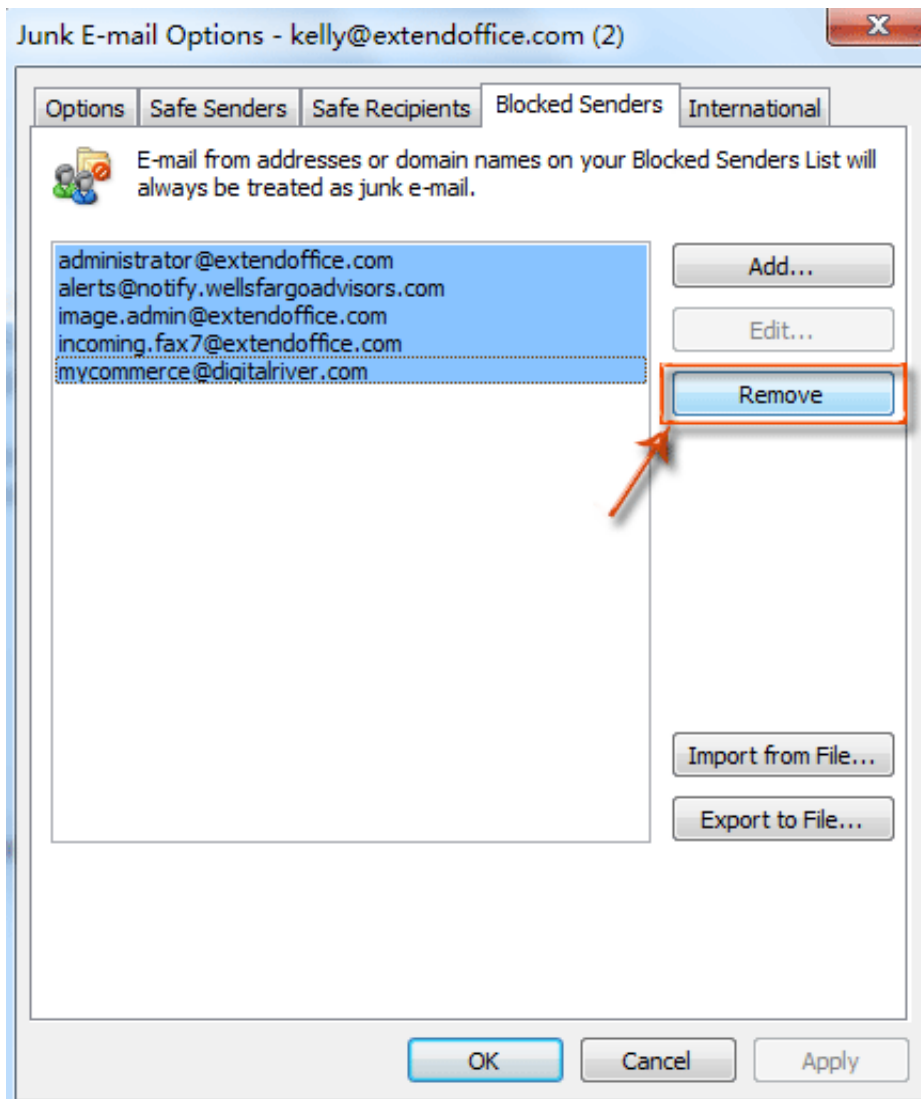 Junk E-mail Options - kelly@extendoffice.com (2)
Options Safe Senders Safe Recipients Blocked Senders International
E-mail from addresses or domain names on your Blocked Senders List will
always be treated as junk e-mail.
administrator@extendoffice.com
alerts@notify.wellsfargoadvisors.com
image.admin@extendoffice.com
incoming.fax7@extendoffice.com
mycommerce@digitalriver.com
Add...
Edit...
Remove
Import from File...
Export to File...
OK Cancel Apply